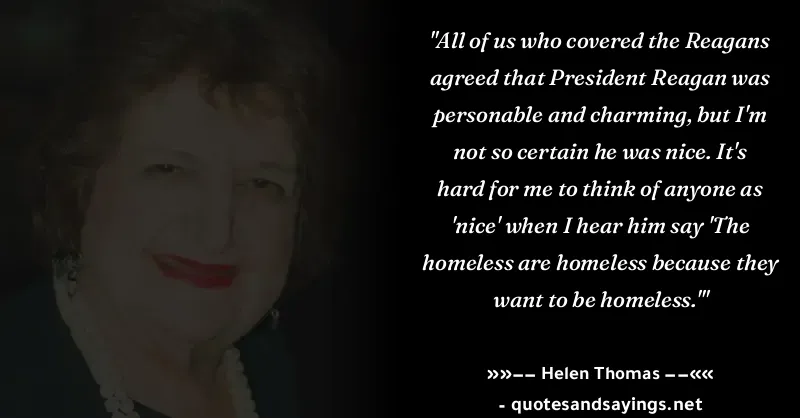 "All of us who covered the Reagans
agreed that President Reagan was
personable and charming, but I'm
not so certain he was nice. It's
hard for me to think of anyone as
'nice' when I hear him say 'The
homeless are homeless because they
want to be homeless.'"
»»−− Helen Thomas −−««
- quotesandsayings.net